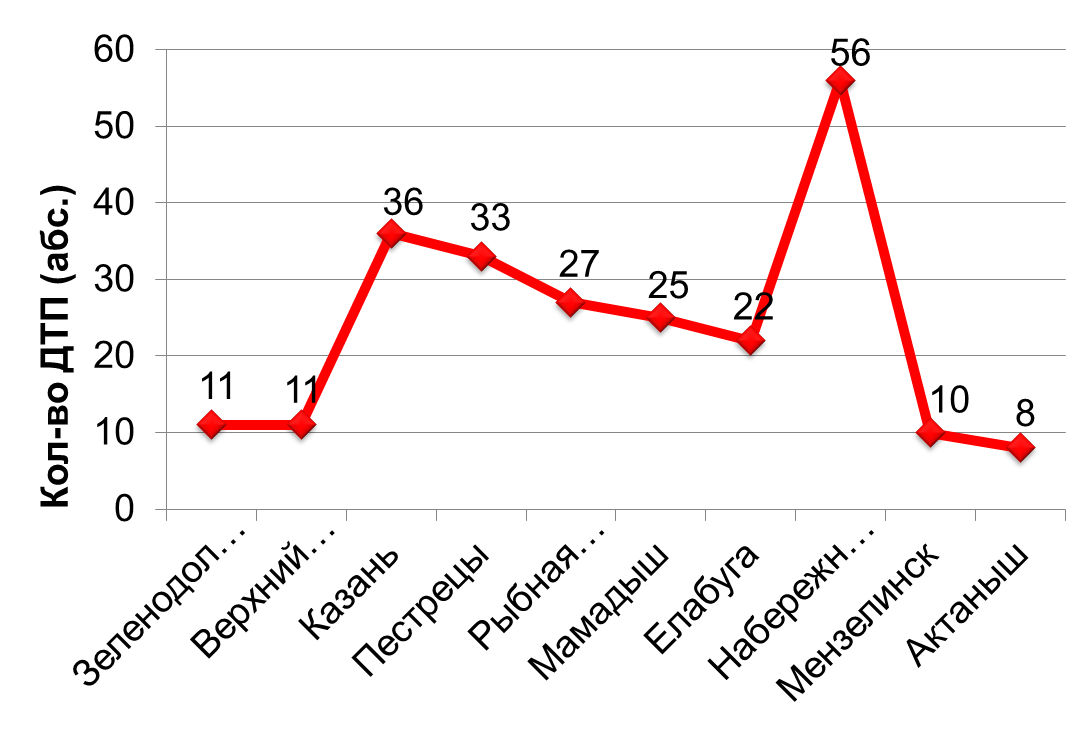 Кол-во ДТП (абс.)
60
50
40
30
20
10
0
11
11
36
33
27
25
22
56
10
8
Зеленодол…
Верхний…
Казань
Пестрецы
Рыбная…
Мамадыш
Елабуга
Набережн…
Мензелинск
Актаныш